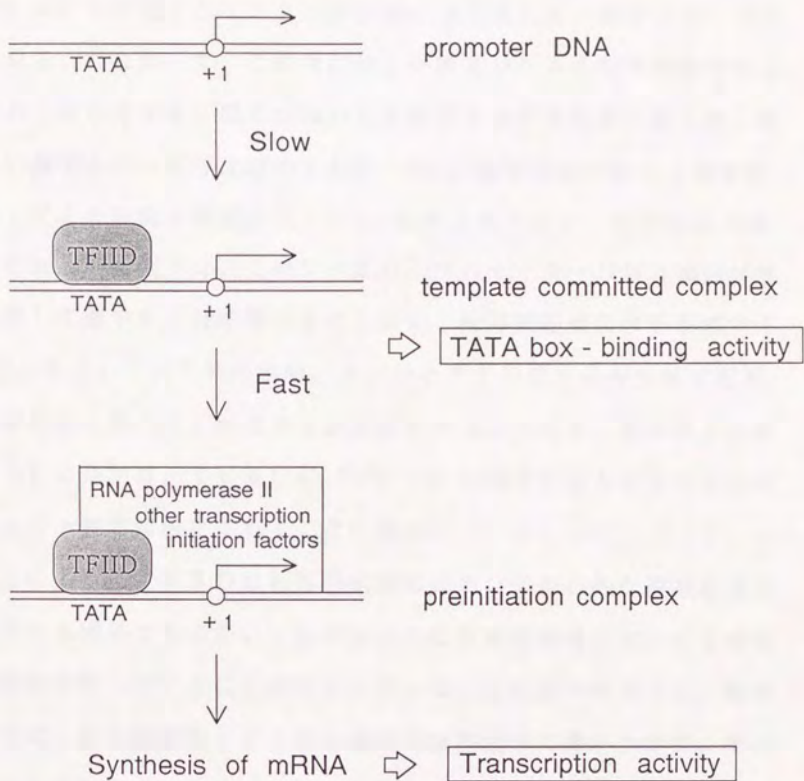 promoter DNA
TATA
+1
Slow
TFIID
TATA
+1
template committed complex
TATA box - binding activity
Fast
RNA polymerase II
other transcription
initiation factors
TFIID
TATA
+1
preinitiation complex
Synthesis of mRNA
Transcription activity